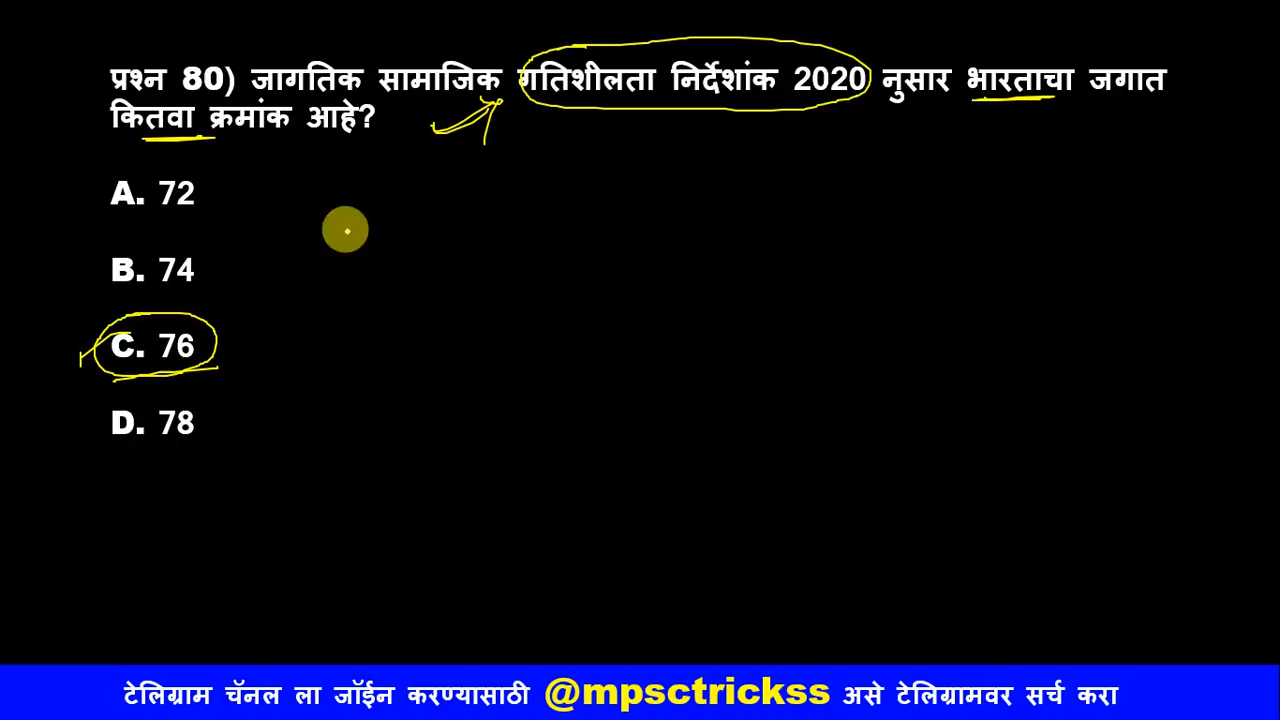 प्रश्न 80) जागतिक सामाजिक गतिशीलता निर्देशांक 2020 नुसार भारताचा जगात
कितवा क्रमांक आहे?
A. 72
B. 74
C. 76
D. 78
टेलिग्राम चॅनल ला जॉईन करण्यासाठी @mpsctrickss असे टेलिग्रामवर सर्च करा